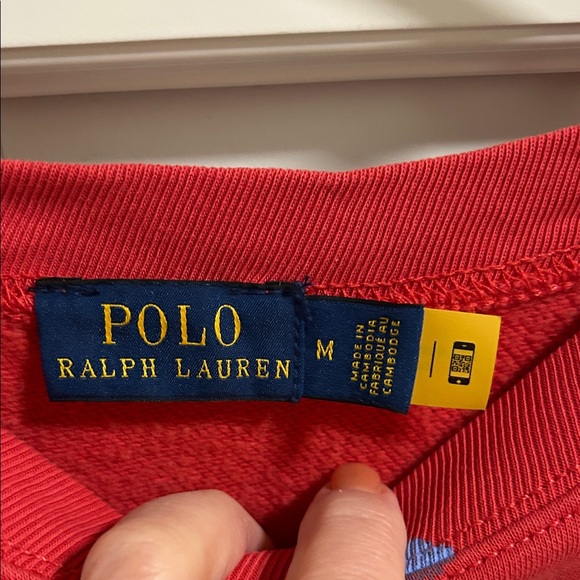 POLO
RALPH LAUREN
M
MADE IN
CAMBODIA
FABRIQUÉ AU
CAMBODGE